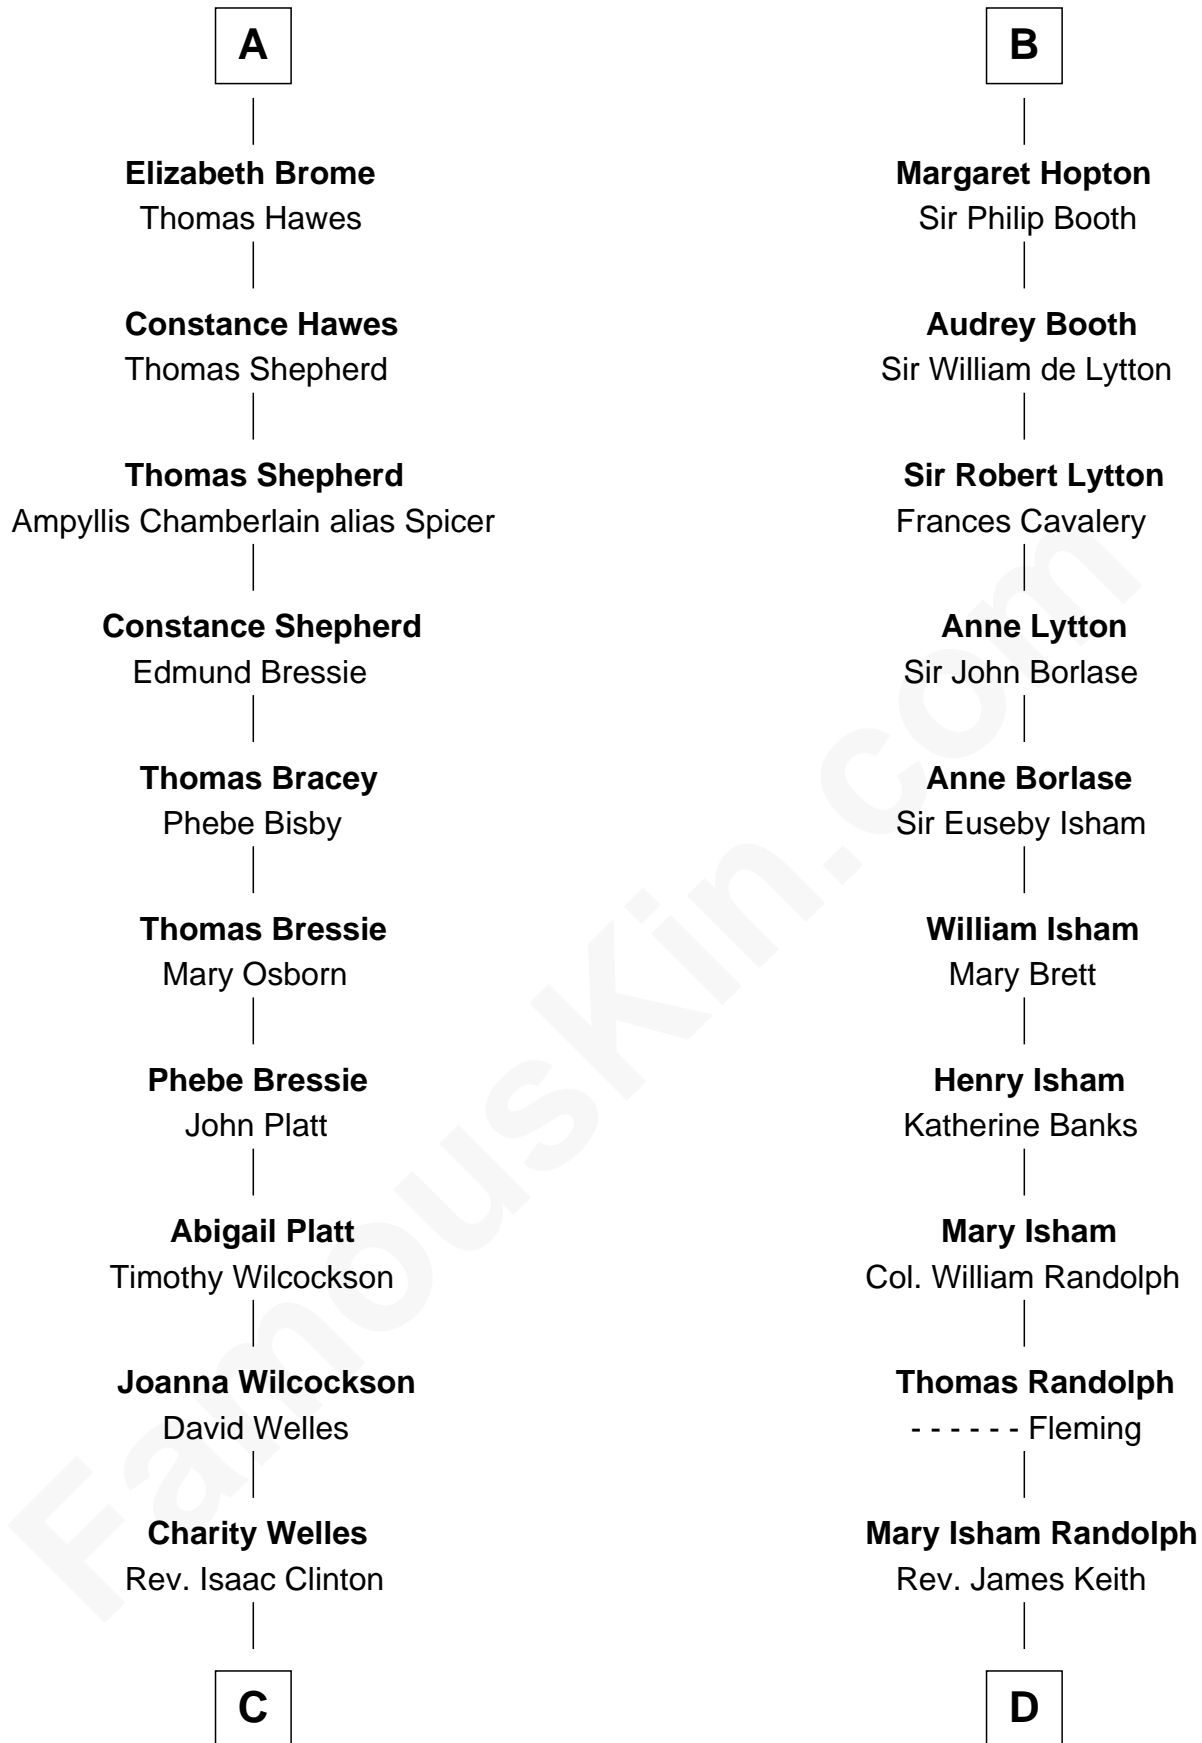 A
Elizabeth Brome
Thomas Hawes
Constance Hawes
Thomas Shepherd
Thomas Shepherd
Ampyllis Chamberlain alias Spicer
Constance Shepherd
Edmund Bressie
Thomas Bracey
Phebe Bisby
Thomas Bressie
Mary Osborn
Phebe Bressie
John Platt
Abigail Platt
Timothy Wilcockson
Joanna Wilcockson
David Welles
Charity Welles
Rev. Isaac Clinton
C
B
Margaret Hopton
Sir Philip Booth
Audrey Booth
Sir William de Lytton
Sir Robert Lytton
Frances Cavalery
Anne Lytton
Sir John Borlase
Anne Borlase
Sir Euseby Isham
William Isham
Mary Brett
Henry Isham
Katherine Banks
Mary Isham
Col. William Randolph
Thomas Randolph
- - - - - - Fleming
Mary Isham Randolph
Rev. James Keith
D
FamousKin.com